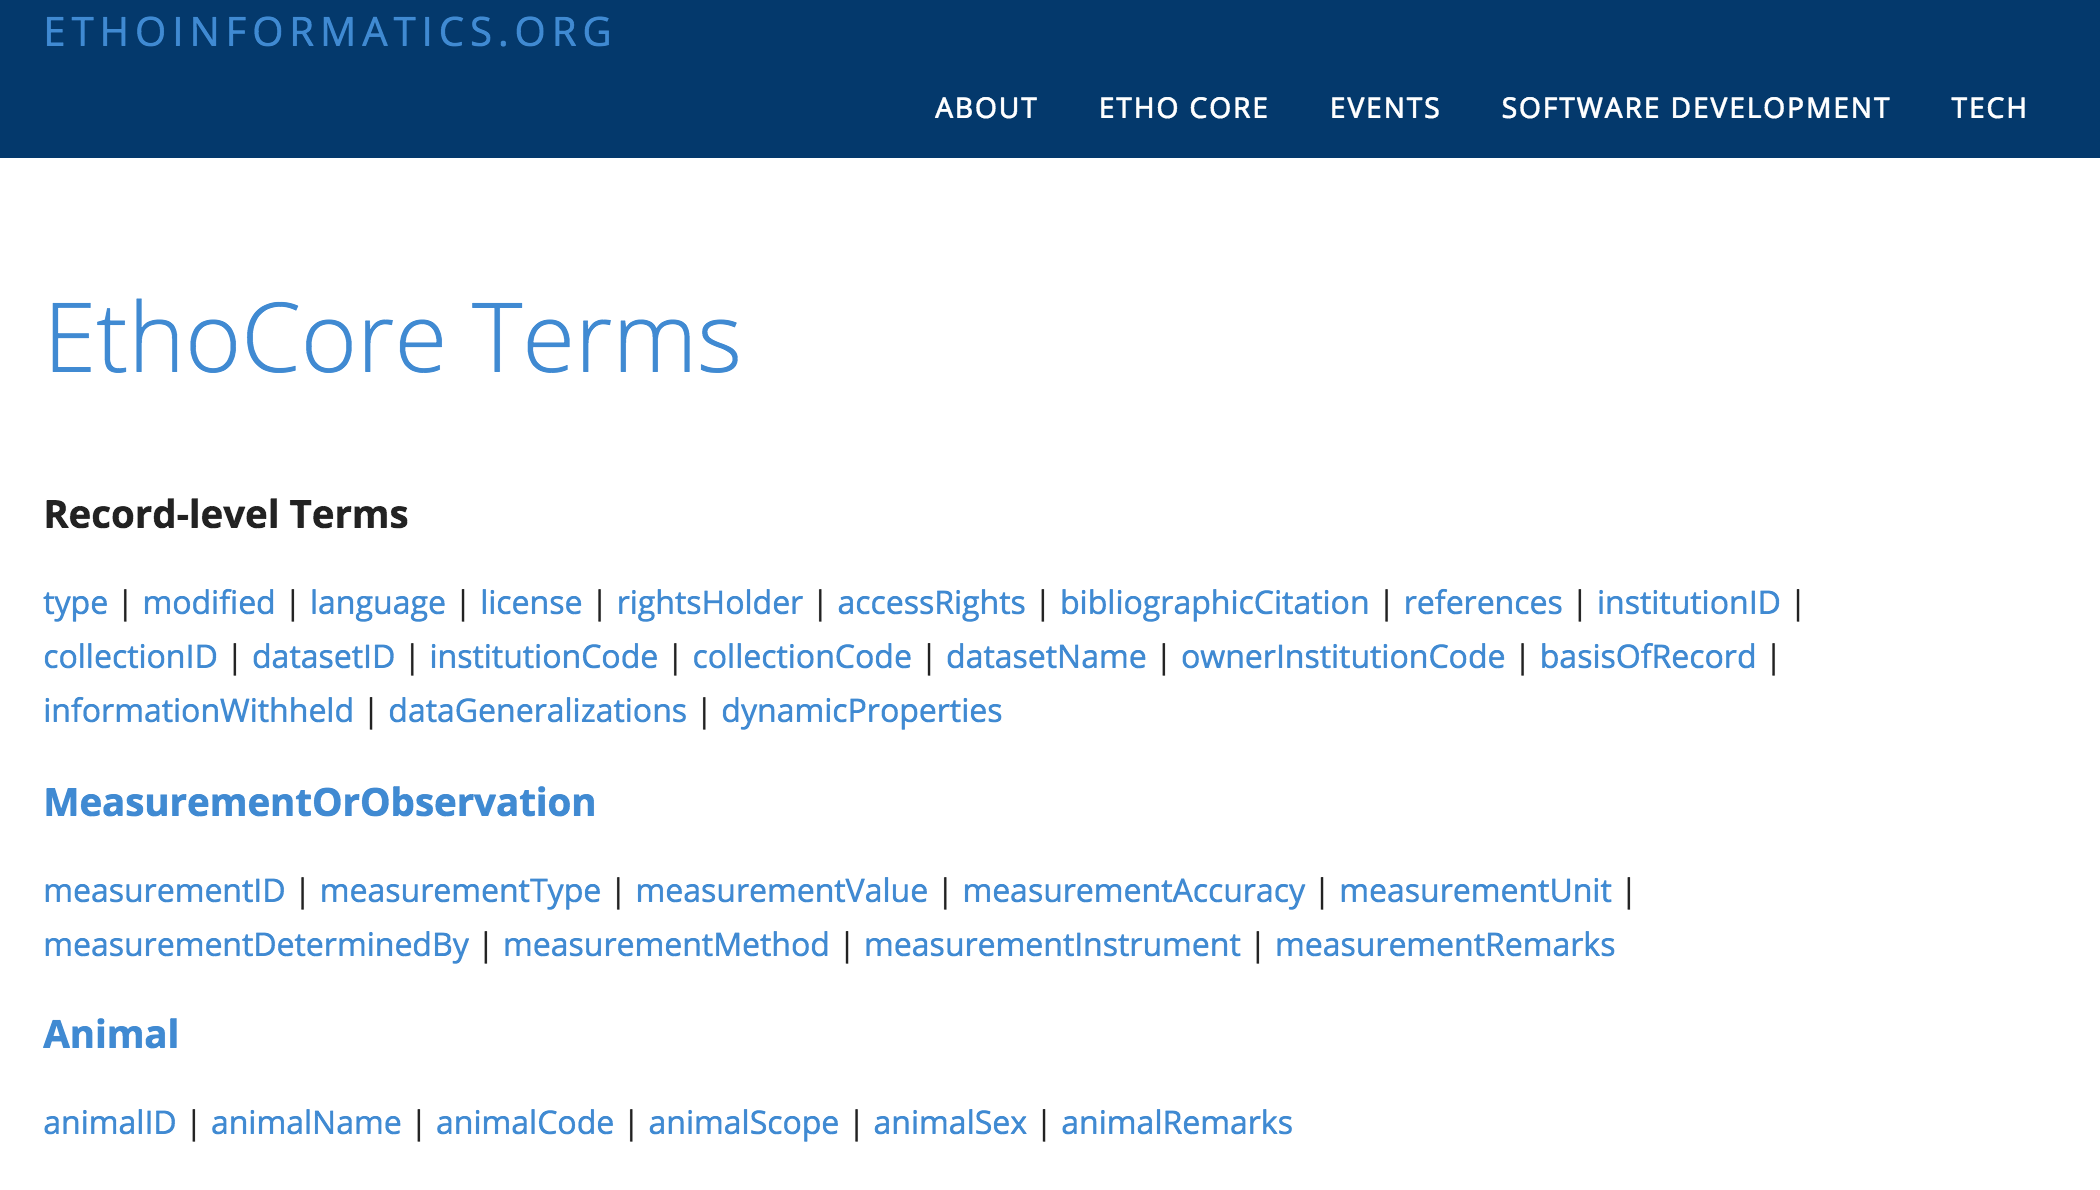 ETHOINFORMATICS.ORG
ABOUT ETHO CORE EVENTS SOFTWARE DEVELOPMENT TECH
EthoCore Terms
Record-level Terms
type | modified | language | license | rightsHolder | accessRights | bibliographicCitation | references | institutionID |
collectionID | datasetID | institutionCode | collectionCode | datasetName | ownerInstitutionCode | basisOfRecord |
informationWithheld | dataGeneralizations | dynamicProperties
MeasurementOrObservation
measurementID | measurementType | measurementValue | measurementAccuracy | measurementUnit |
measurementDeterminedBy | measurementMethod | measurementInstrument | measurementRemarks
Animal
animalID | animalName | animalCode | animalScope | animalSex | animalRemarks